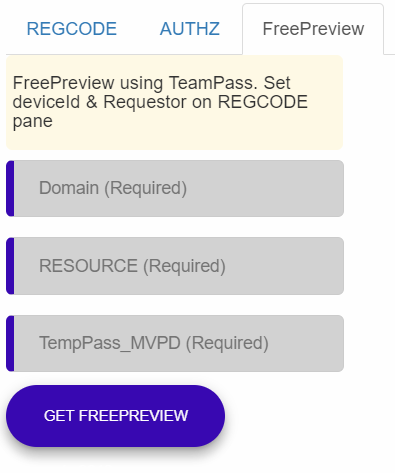 REGCODE AUTHZ FreePreview
FreePreview using TeamPass. Set
deviceId & Requestor on REGCODE
pane
Domain (Required)
RESOURCE (Required)
TempPass_MVPD (Required)
GET FREEPREVIEW